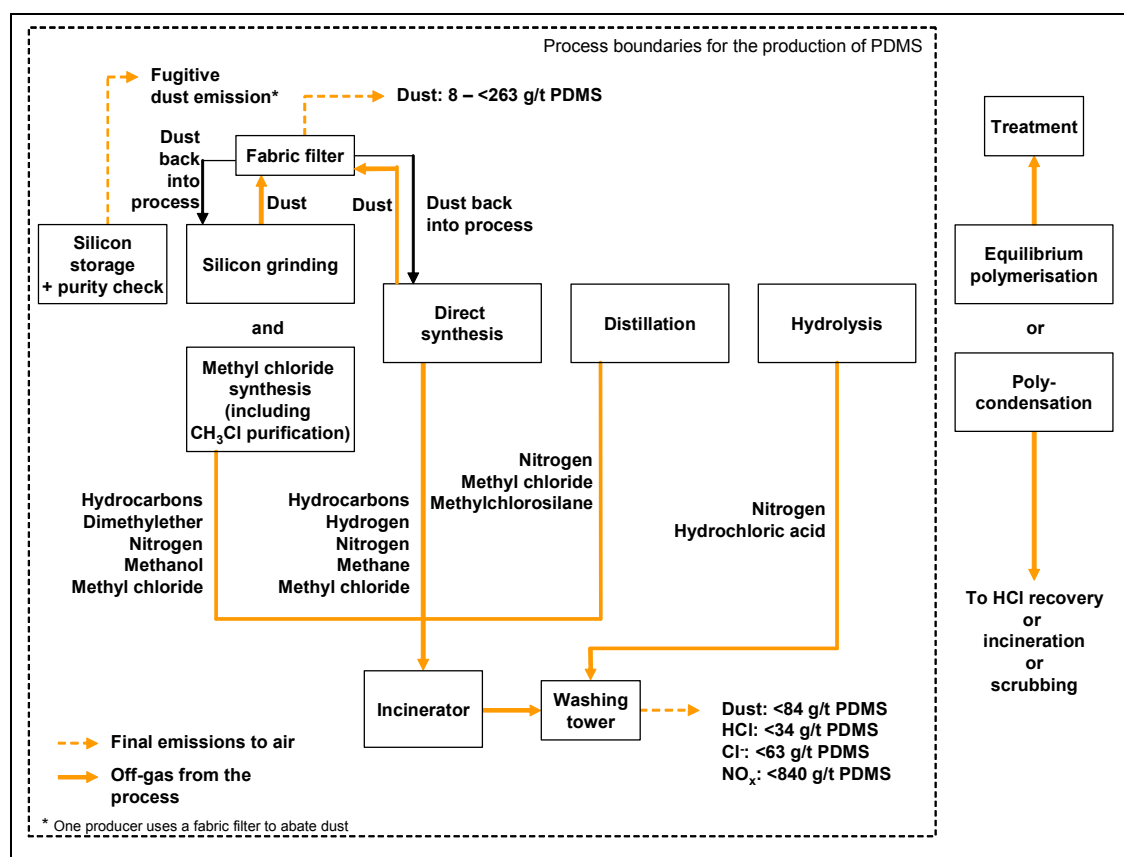 Process boundaries for the production of PDMS
Fugitive
dust emission*
Dust: 8 – <263 g/t PDMS
Dust
back
into
process
Fabric filter
Dust
Dust
Dust back
into process
Treatment
Silicon
storage
+ purity check
Silicon grinding
Direct
synthesis
Distillation
Hydrolysis
Equilibrium
polymerisation
and
or
Methyl chloride
synthesis
(including
CH₃Cl purification)
Poly-
condensation
Hydrocarbons
Dimethylether
Nitrogen
Methanol
Methyl chloride
Hydrocarbons
Hydrogen
Nitrogen
Methane
Methyl chloride
Nitrogen
Methyl chloride
Methylchlorosilane
Nitrogen
Hydrochloric acid
To HCl recovery
or
incineration
or
scrubbing
Incinerator
Washing
tower
Dust: <84 g/t PDMS
HCl: <34 g/t PDMS
Cl⁻: <63 g/t PDMS
NOₓ: <840 g/t PDMS
Final emissions to air
Off-gas from the
process
* One producer uses a fabric filter to abate dust